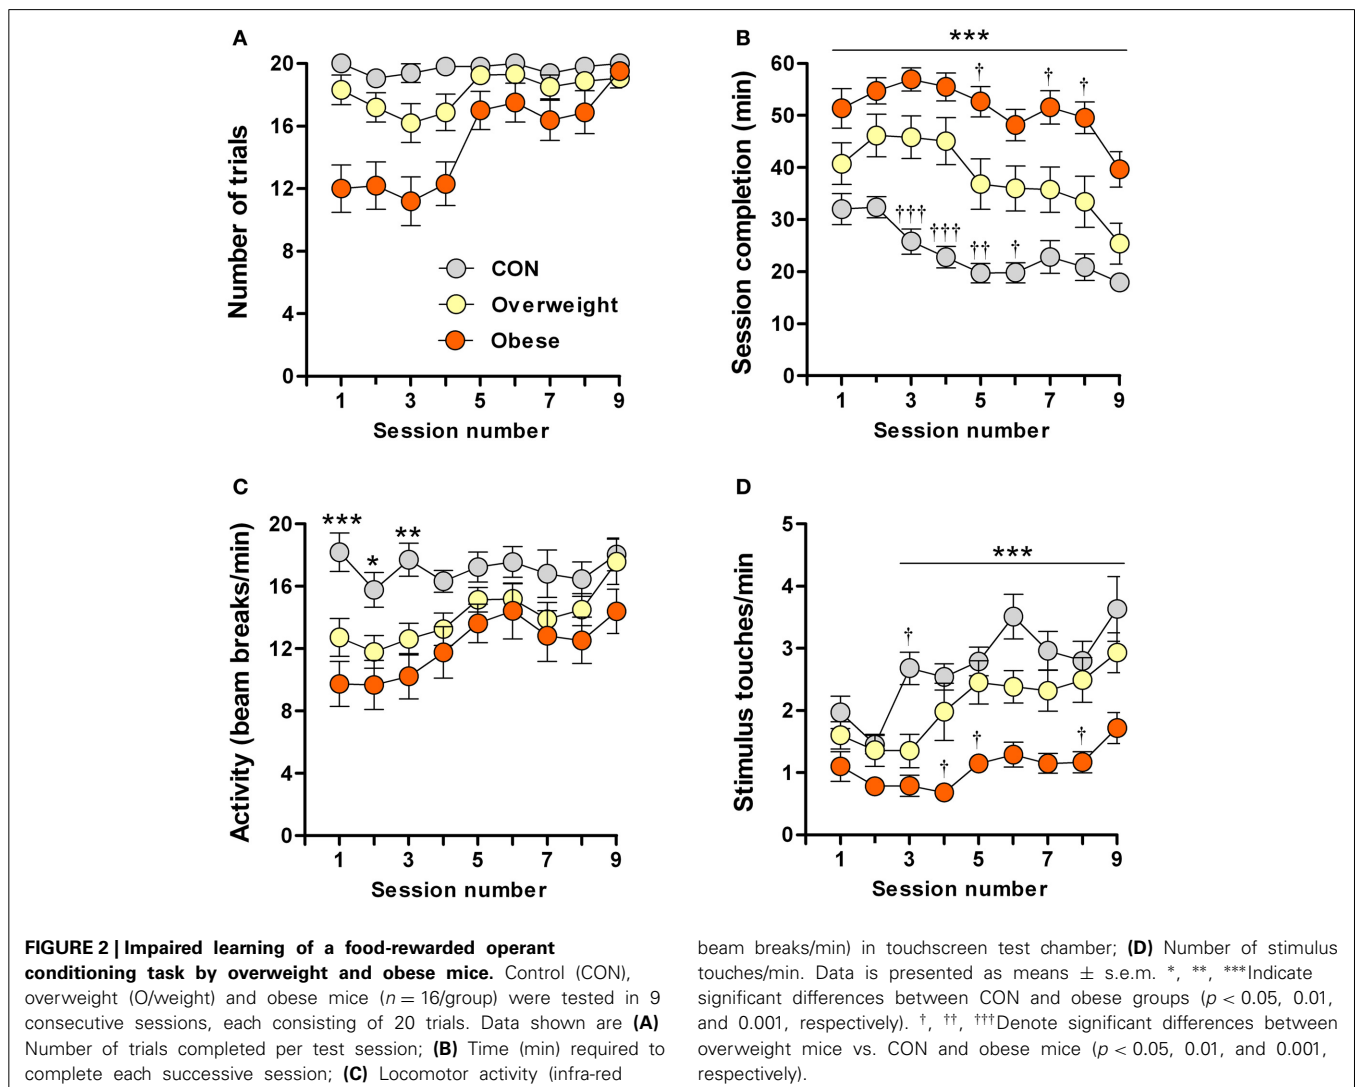 A
20
16
12
8
4
0
Number of trials
CON
Overweight
Obese
1 3 5 7 9
Session number
B
***
60
50
40
30
20
10
0
Session completion (min)
† † †
††† ††† †† †
1 3 5 7 9
Session number
C
20
16
12
8
4
0
Activity (beam breaks/min)
*** * **
1 3 5 7 9
Session number
D
5
4
3
2
1
0
Stimulus touches/min
***
†
† † †
1 3 5 7 9
Session number
FIGURE 2 | Impaired learning of a food-rewarded operant
conditioning task by overweight and obese mice. Control (CON),
overweight (O/weight) and obese mice (n = 16/group) were tested in 9
consecutive sessions, each consisting of 20 trials. Data shown are (A)
Number of trials completed per test session; (B) Time (min) required to
complete each successive session; (C) Locomotor activity (infra-red
beam breaks/min) in touchscreen test chamber; (D) Number of stimulus
touches/min. Data is presented as means ± s.e.m. *, **, ***Indicate
significant differences between CON and obese groups (p < 0.05, 0.01,
and 0.001, respectively). †, ††, †††Denote significant differences between
overweight mice vs. CON and obese mice (p < 0.05, 0.01, and 0.001,
respectively).